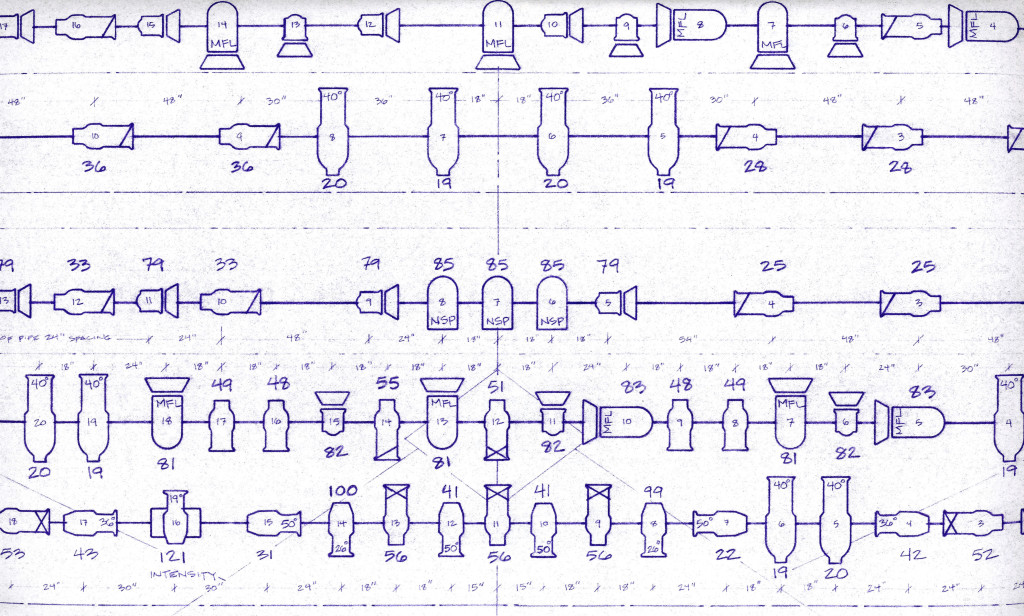 17 16 15 14 13 12 11 10 9 8 7 6 5 4
MFL MFL MFL MFL MFL
48" 48" 30" 36" 18" 18" 36" 30" 48" 48"
40° 40° 40° 40°
10 9 8 7 6 5 4 3
36 36 28 28
20 19 20 19
79 33 79 33 79 85 85 85 79 25 25
13 12 11 10 9 8 7 6 5 4 3
NSP NSP NSP
OF PIPE 24" SPACING 24" 48" 24" 18" 18" 18" 54" 48" 48"
18" 24" 18" 18" 18" 18" 18" 18" 24" 18" 18" 18" 18" 24" 30"
40° 40° MFL 49 48 55 MFL 51 MFL 83 48 49 MFL MFL 83 40°
20 19 18 17 16 15 14 13 12 11 10 9 8 7 6 5 4
20 19 81 82 81 82 81 82 19
100 41 41 99 40° 40°
19°
18 17 36° 16 15 50° 14 13 12 11 10 9 8 50° 7 6 5 36° 4 3
26° 50° 50° 26°
53 43 121 31 56 56 56 22 19 20 42 52
INTENSITY
24" 30" 30" 24" 18" 18" 15" 15" 18" 18" 24" 18" 18" 24" 24" 24"